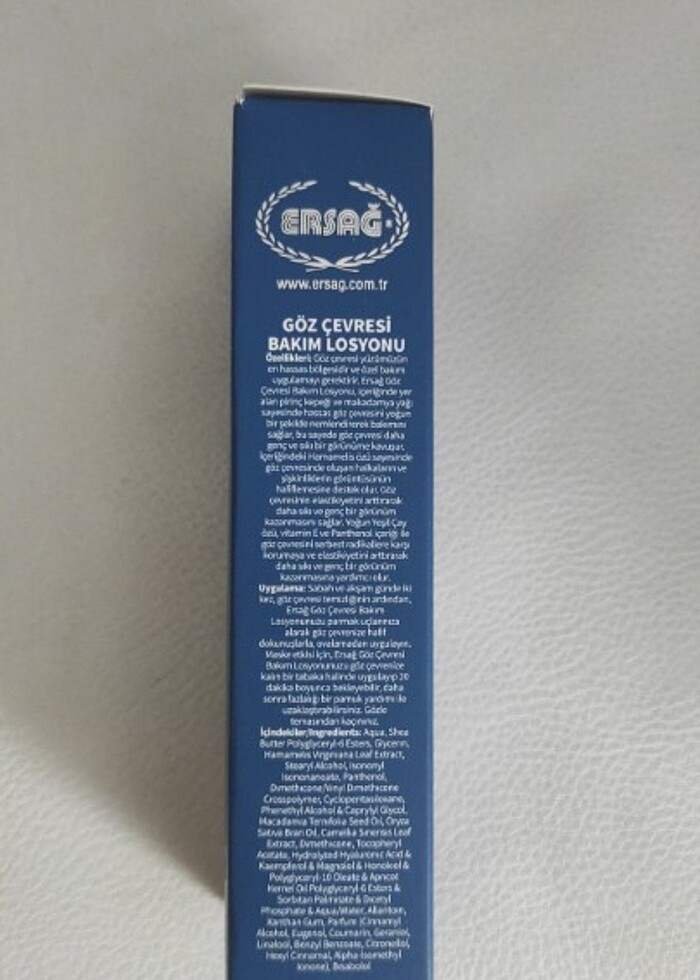 ERSAĞ
www.ersag.com.tr
GÖZ ÇEVRESİ
BAKIM LOSYONU
Özellikleri: Göz çevresi yüzümüzün
en hassas bölgesidir ve özel bakım
uygulamayı gerektirir. Ersağ Göz
Çevresi Bakım Losyonu, içeriğinde yer
alan pirinç kepeği ve makadamya yağı
sayesinde hassas göz çevresini yoğun
bir şekilde nemlendirerek bakımını
sağlar, bu sayede göz çevresi daha
genç ve sıkı bir görünüme kavuşur.
İçeriğindeki Hamamelis özü sayesinde
göz çevresinde oluşan halkaların ve
şişkinliklerin görüntüsünün
hafiflemesine destek olur. Göz
çevresinin elastikiyetini arttırarak
daha sıkı ve genç bir görünüm
kazanmasını sağlar. Yoğun Yeşil Çay
özü, vitamin E ve Panthenol içeriği ile
göz çevresini serbest radikallere karşı
korumaya ve elastikiyetini arttırarak
daha sıkı ve genç bir görünüm
kazanmasına yardımcı olur.
Uygulama: Sabah ve akşam günde iki
kez, göz çevresi temizliğinin ardından,
Ersağ Göz Çevresi Bakım
Losyonunuzu parmak uçlarınıza
alarak göz çevrenize hafif
dokunuşlarla, ovalamadan uygulayın.
Maske etkisi için, Ersağ Göz Çevresi
Bakım Losyonunuzu göz çevrenize
kalın bir tabaka halinde uygulayıp 20
dakika boyunca bekleyebilir, daha
sonra fazlalığı bir pamuk yardımı ile
uzaklaştırabilirsiniz. Gözle
temasından kaçınınız.
İçindekiler/Ingredients: Aqua, Shea
Butter Polyglyceryl-6 Esters, Glycerin,
Hamamelis Virginiana Leaf Extract,
Stearyl Alcohol, Isononyl
Isononanoate, Panthenol,
Dimethicone/Vinyl Dimethicone
Crosspolymer, Cyclopentasiloxane,
Phenethyl Alcohol & Caprylyl Glycol,
Macadamia Ternifolia Seed Oil, Oryza
Sativa Bran Oil, Camellia Sinensis Leaf
Extract, Dimethicone, Tocopheryl
Acetate, Hydrolyzed Hyaluronic Acid &
Kaempferol & Magnolol & Honokiol &
Polyglyceryl-10 Oleate & Apricot
Kernel Oil Polyglyceryl-6 Esters &
Sorbitan Palmitate & Dicetyl
Phosphate & Aqua/Water, Allantoin,
Xanthan Gum, Parfum (Cinnamyl
Alcohol, Eugenol, Coumarin, Geraniol,
Linalool, Benzyl Benzoate, Citronellol,
Hexyl Cinnamal, Alpha-Isomethyl
Ionone), Bisabolol